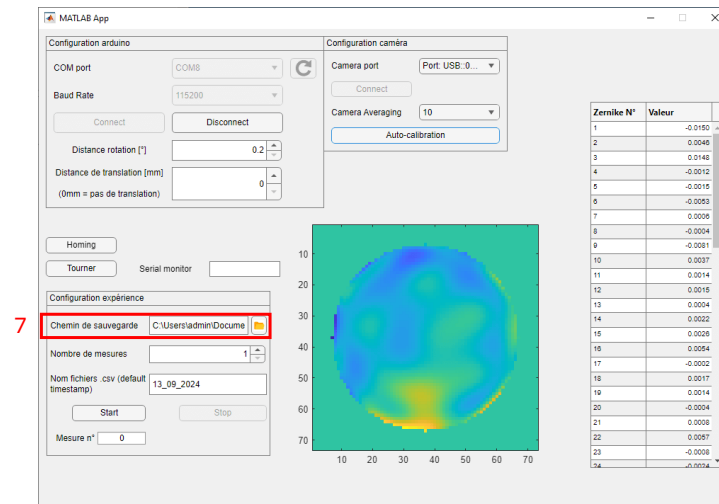 MATLAB App
Configuration arduino
COM port
COM8
Baud Rate
115200
Connect
Disconnect
Distance rotation [°]
0.2
Distance de translation [mm]
(0mm = pas de translation)
0
Configuration caméra
Camera port
Port: USB::0...
Connect
Camera Averaging
10
Auto-calibration
Homing
Tourner
Serial monitor
Configuration expérience
7
Chemin de sauvegarde
C:\Users\admin\Docume
Nombre de mesures
1
Nom fichiers .csv (default
timestamp)
13_09_2024
Start
Stop
Mesure n°
0
10
20
30
40
50
60
70
10 20 30 40 50 60 70
Zernike N° Valeur
1 -0.0150
2 0.0046
3 0.0148
4 -0.0012
5 -0.0015
6 -0.0053
7 0.0006
8 -0.0004
9 -0.0081
10 0.0037
11 0.0014
12 0.0015
13 0.0004
14 0.0022
15 0.0026
16 0.0054
17 -0.0002
18 0.0017
19 0.0014
20 -0.0004
21 0.0008
22 0.0057
23 -0.0008
24 -0.0024